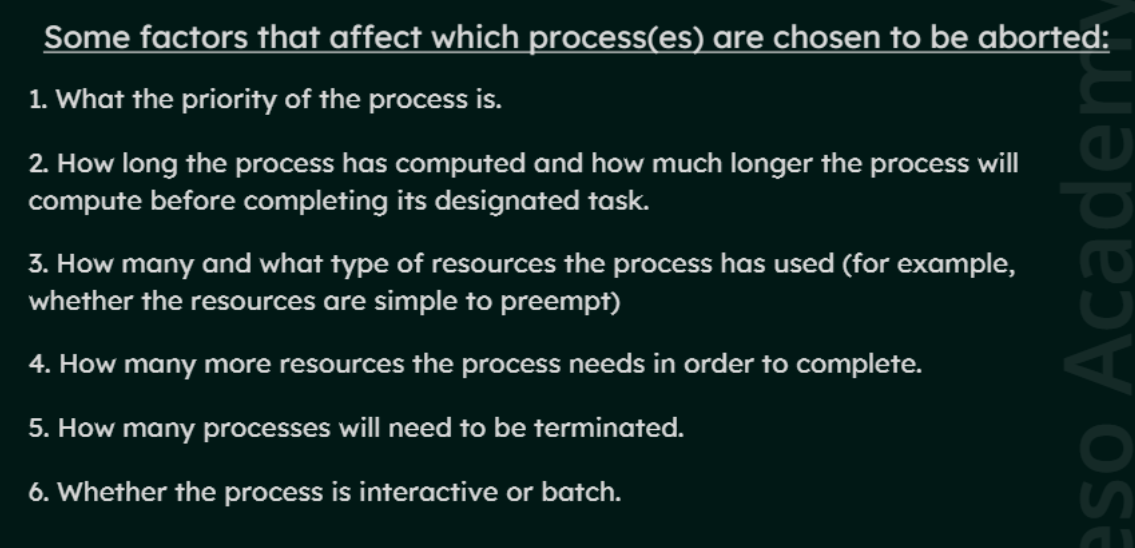 Some factors that affect which process(es) are chosen to be aborted:
1. What the priority of the process is.
2. How long the process has computed and how much longer the process will
compute before completing its designated task.
3. How many and what type of resources the process has used (for example,
whether the resources are simple to preempt)
4. How many more resources the process needs in order to complete.
5. How many processes will need to be terminated.
6. Whether the process is interactive or batch.
eso Academy